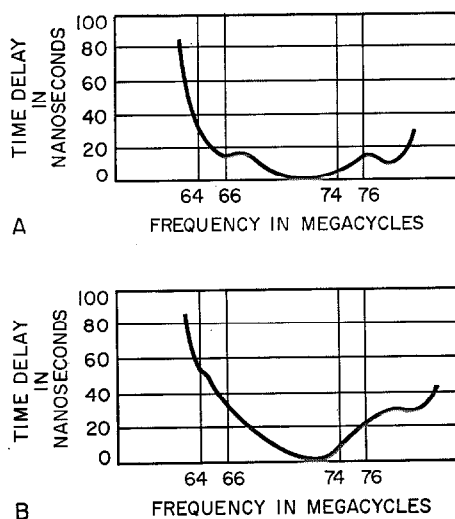 TIME DELAY
IN
NANOSECONDS
100
80
60
40
20
0
64 66 74 76
A
FREQUENCY IN MEGACYCLES
TIME DELAY
IN
NANOSECONDS
100
80
60
40
20
0
64 66 74 76
B
FREQUENCY IN MEGACYCLES